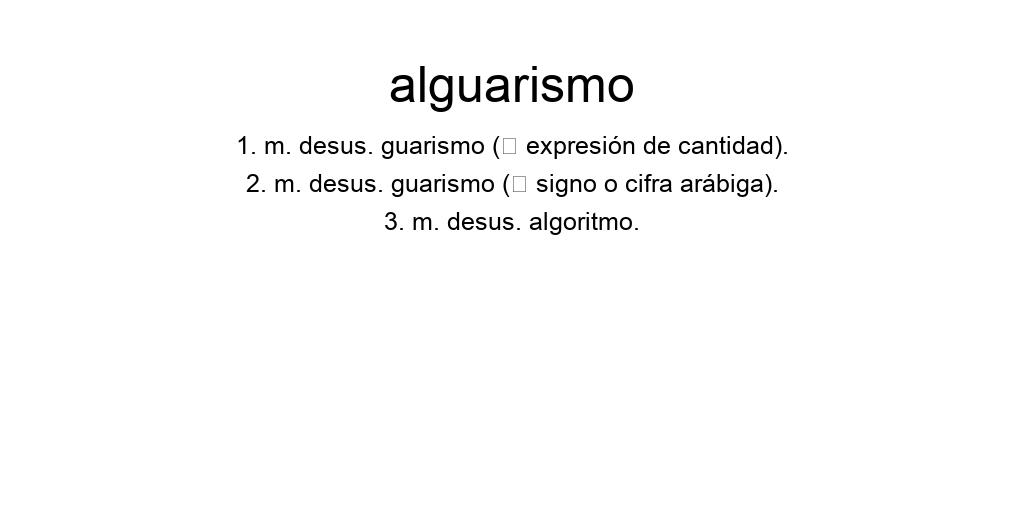 alguarismo
1. m. desus. guarismo (□ expresión de cantidad).
2. m. desus. guarismo (□ signo o cifra arábiga).
3. m. desus. algoritmo.